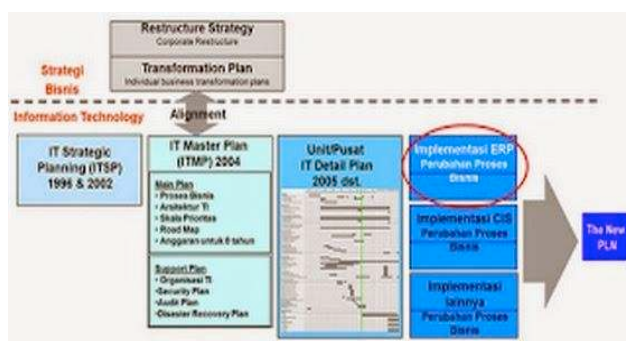 Restructure Strategy
Corporate Restructure
Transformation Plan
Individual business transformation plans
Strategi
Bisnis
Information Technology
Alignment
IT Strategic
Planning (ITSP)
1996 & 2002
IT Master Plan
(ITMP) 2004
Main Plan
• Proses Bisnis
• Arsitektur TI
• Skala Prioritas
• Road Map
• Anggaran untuk 5 tahun
Support Plan
• Organisasi TI
• Security Plan
• Audit Plan
• Disaster Recovery Plan
Unit/Pusat
IT Detail Plan
2005 dst.
Implementasi ERP
Perubahan Proses
Bisnis
Implementasi CIS
Perubahan Proses
Bisnis
Implementasi
lainnya
Perubahan Proses
Bisnis
The New
PLN